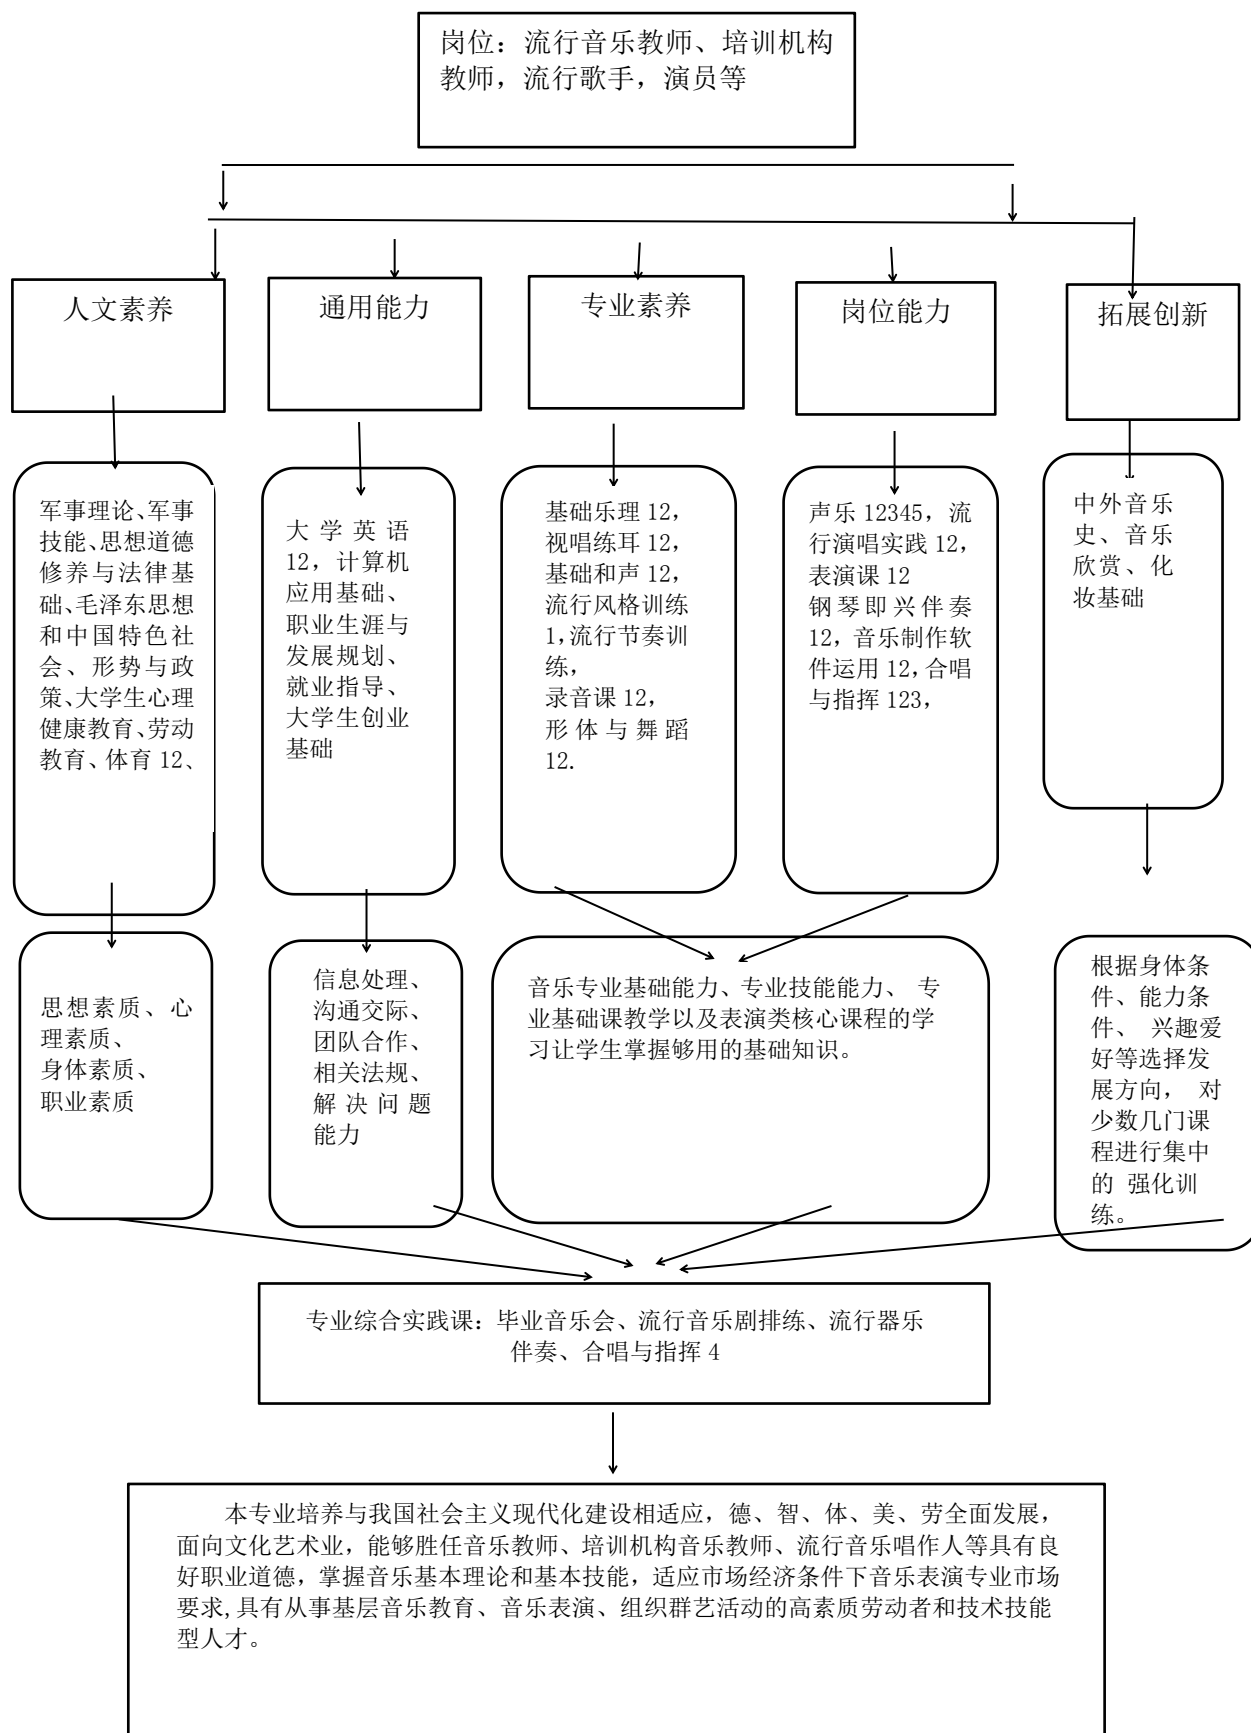 岗位：流行音乐教师、培训机构
教师，流行歌手，演员等
人文素养
通用能力
专业素养
岗位能力
拓展创新
军事理论、军事
技能、思想道德
修养与法律基
础、毛泽东思想
和中国特色社
会、形势与政
策、大学生心理
健康教育、劳动
教育、体育 12、
大学英语
12，计算机
应用基础、
职业生涯与
发展规划、
就业指导、
大学生创业
基础
基础乐理 12，
视唱练耳 12，
基础和声 12，
流行风格训练
1，流行节奏训
练，
录音课 12，
形体与舞蹈
12.
声乐 12345，流
行演唱实践 12，
表演课 12
钢琴即兴伴奏
12，音乐制作软
件运用 12，合唱
与指挥 123，
中外音乐
史、音乐
欣赏、化
妆基础
思想素质、心
理素质、
身体素质、
职业素质
信息处理、
沟通交际、
团队合作、
相关法规、
解决问题
能力
音乐专业基础能力、专业技能能力、 专
业基础课教学以及表演类核心课程的学
习让学生掌握够用的基础知识。
根据身体条
件、能力条
件、 兴趣爱
好等选择发
展方向， 对
少数几门课
程进行集中
的 强化训
练。
专业综合实践课：毕业音乐会、流行音乐剧排练、流行器乐
伴奏、合唱与指挥 4
本专业培养与我国社会主义现代化建设相适应，德、智、体、美、劳全面发展，
面向文化艺术业，能够胜任音乐教师、培训机构音乐教师、流行音乐唱作人等具有良
好职业道德，掌握音乐基本理论和基本技能，适应市场经济条件下音乐表演专业市场
要求,具有从事基层音乐教育、音乐表演、组织群艺活动的高素质劳动者和技术技能
型人才。